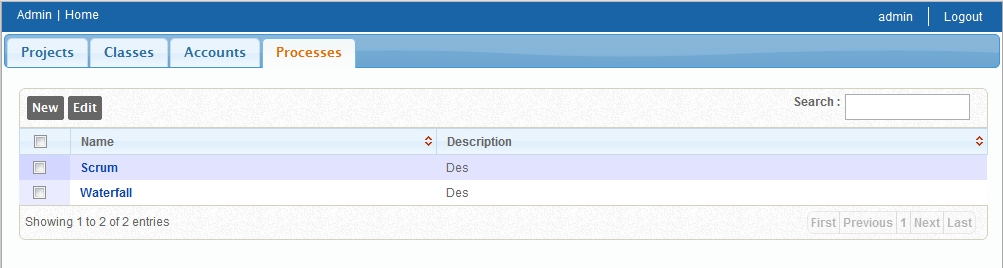 Admin | Home admin Logout
Projects Classes Accounts Processes
New Edit Search :
Name Description
Scrum Des
Waterfall Des
Showing 1 to 2 of 2 entries First Previous 1 Next Last